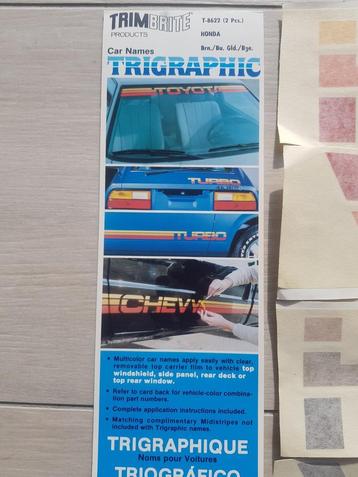 TRIMBRITE
PRODUCTS
T-8622 (2 Pcs.)
HONDA
Brn./Bu. Gld./Bge.
Car Names
TRIGRAPHIC
TOYOTA
TURBO
TURBO
CHEVY
• Multicolor car names apply easily with clear,
removable top carrier film to vehicle top
windshield, side panel, rear deck or
top rear window.
• Refer to card back for vehicle-color combina-
tion part numbers.
• Complete application instructions included.
• Matching complimentary Midistripes not
included with Trigraphic names.
TRIGRAPHIQUE
Noms pour Voitures
TRIOGRÁFICO